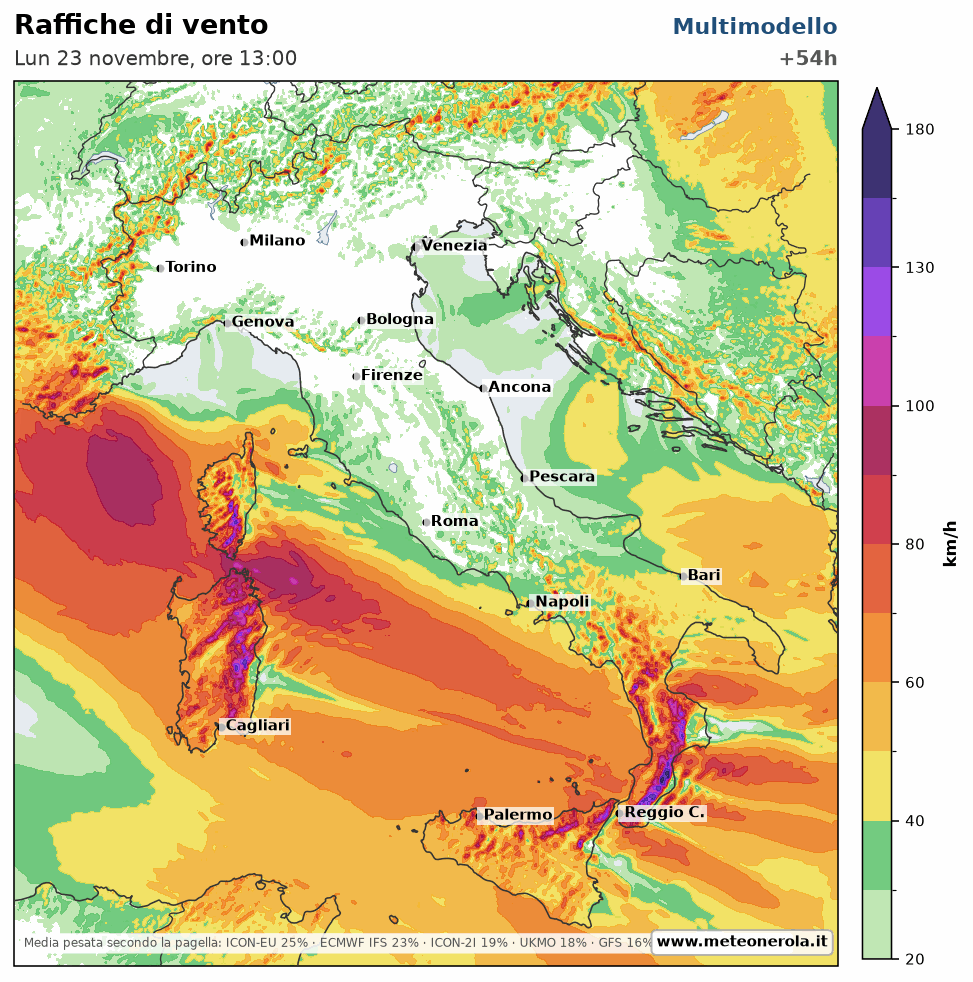 Raffiche di vento
Multimodello
Lun 23 novembre, ore 13:00
+54h
180
130
100
80
60
40
20
km/h
Milano
Venezia
Torino
Genova
Bologna
Firenze
Ancona
Pescara
Roma
Bari
Napoli
Cagliari
Palermo
Reggio C.
Media pesata secondo la pagella: ICON-EU 25% · ECMWF IFS 23% · ICON-2I 19% · UKMO 18% · GFS 16%
www.meteonerola.it